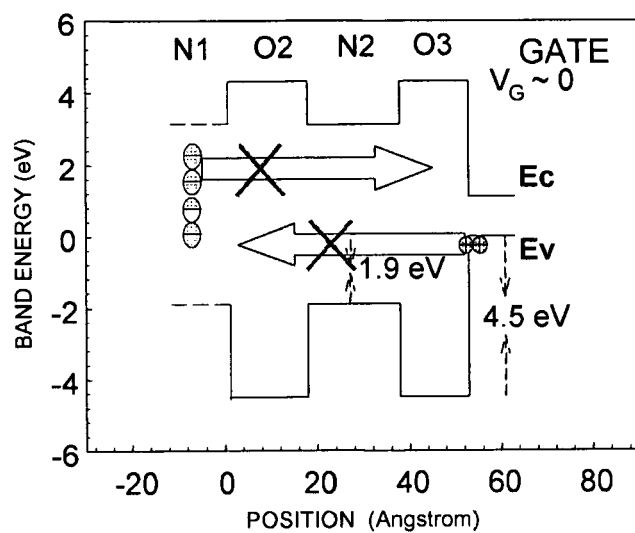 N1 O2 N2 O3 GATE
V_G ~ 0
6
4
2
0
-2
-4
-6
BAND ENERGY (eV)
Ec
Ev
1.9 eV
4.5 eV
-20 0 20 40 60 80
POSITION (Angstrom)